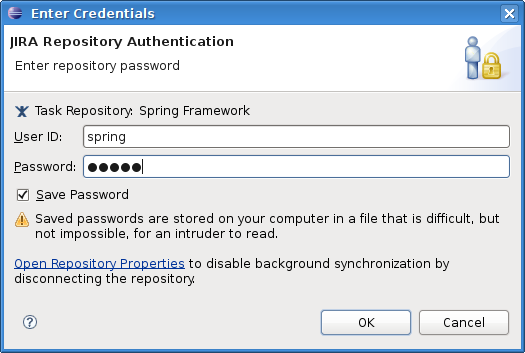 Enter Credentials
JIRA Repository Authentication
Enter repository password
Task Repository: Spring Framework
User ID: spring
Password: ●●●●●
Save Password
Saved passwords are stored on your computer in a file that is difficult, but
not impossible, for an intruder to read.
Open Repository Properties to disable background synchronization by
disconnecting the repository.
? OK Cancel